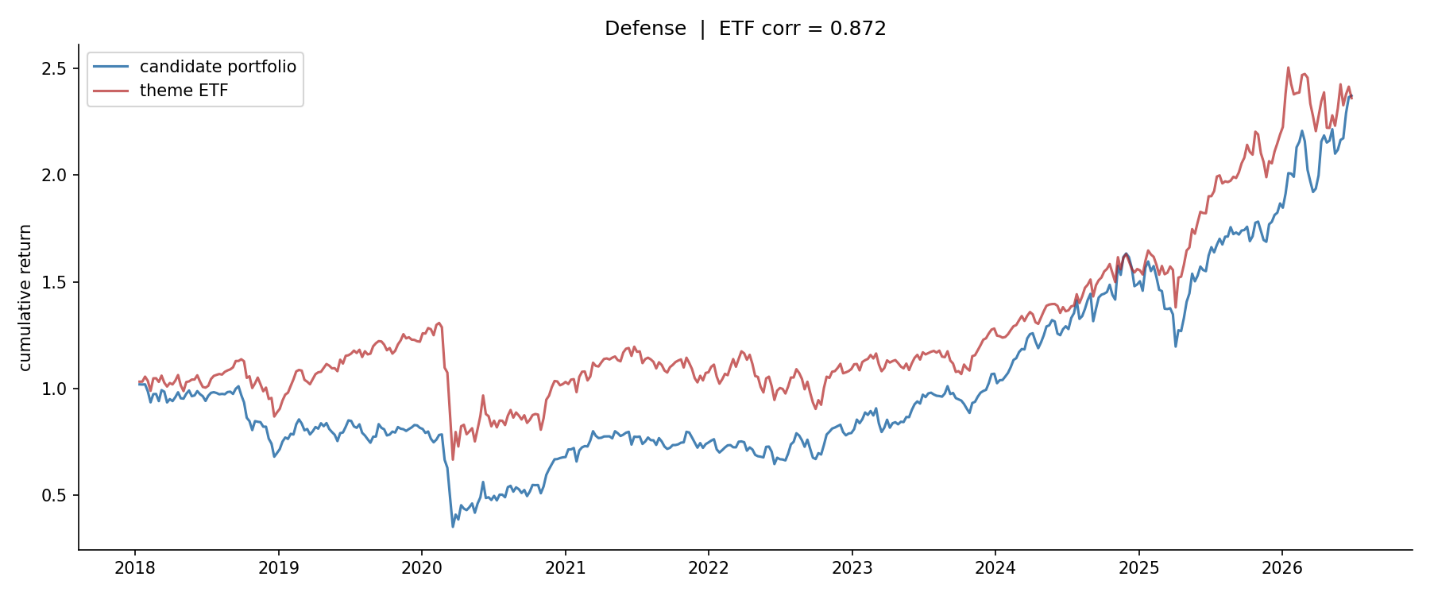 Defense | ETF corr = 0.872
candidate portfolio
theme ETF
cumulative return
2.5
2.0
1.5
1.0
0.5
2018 2019 2020 2021 2022 2023 2024 2025 2026